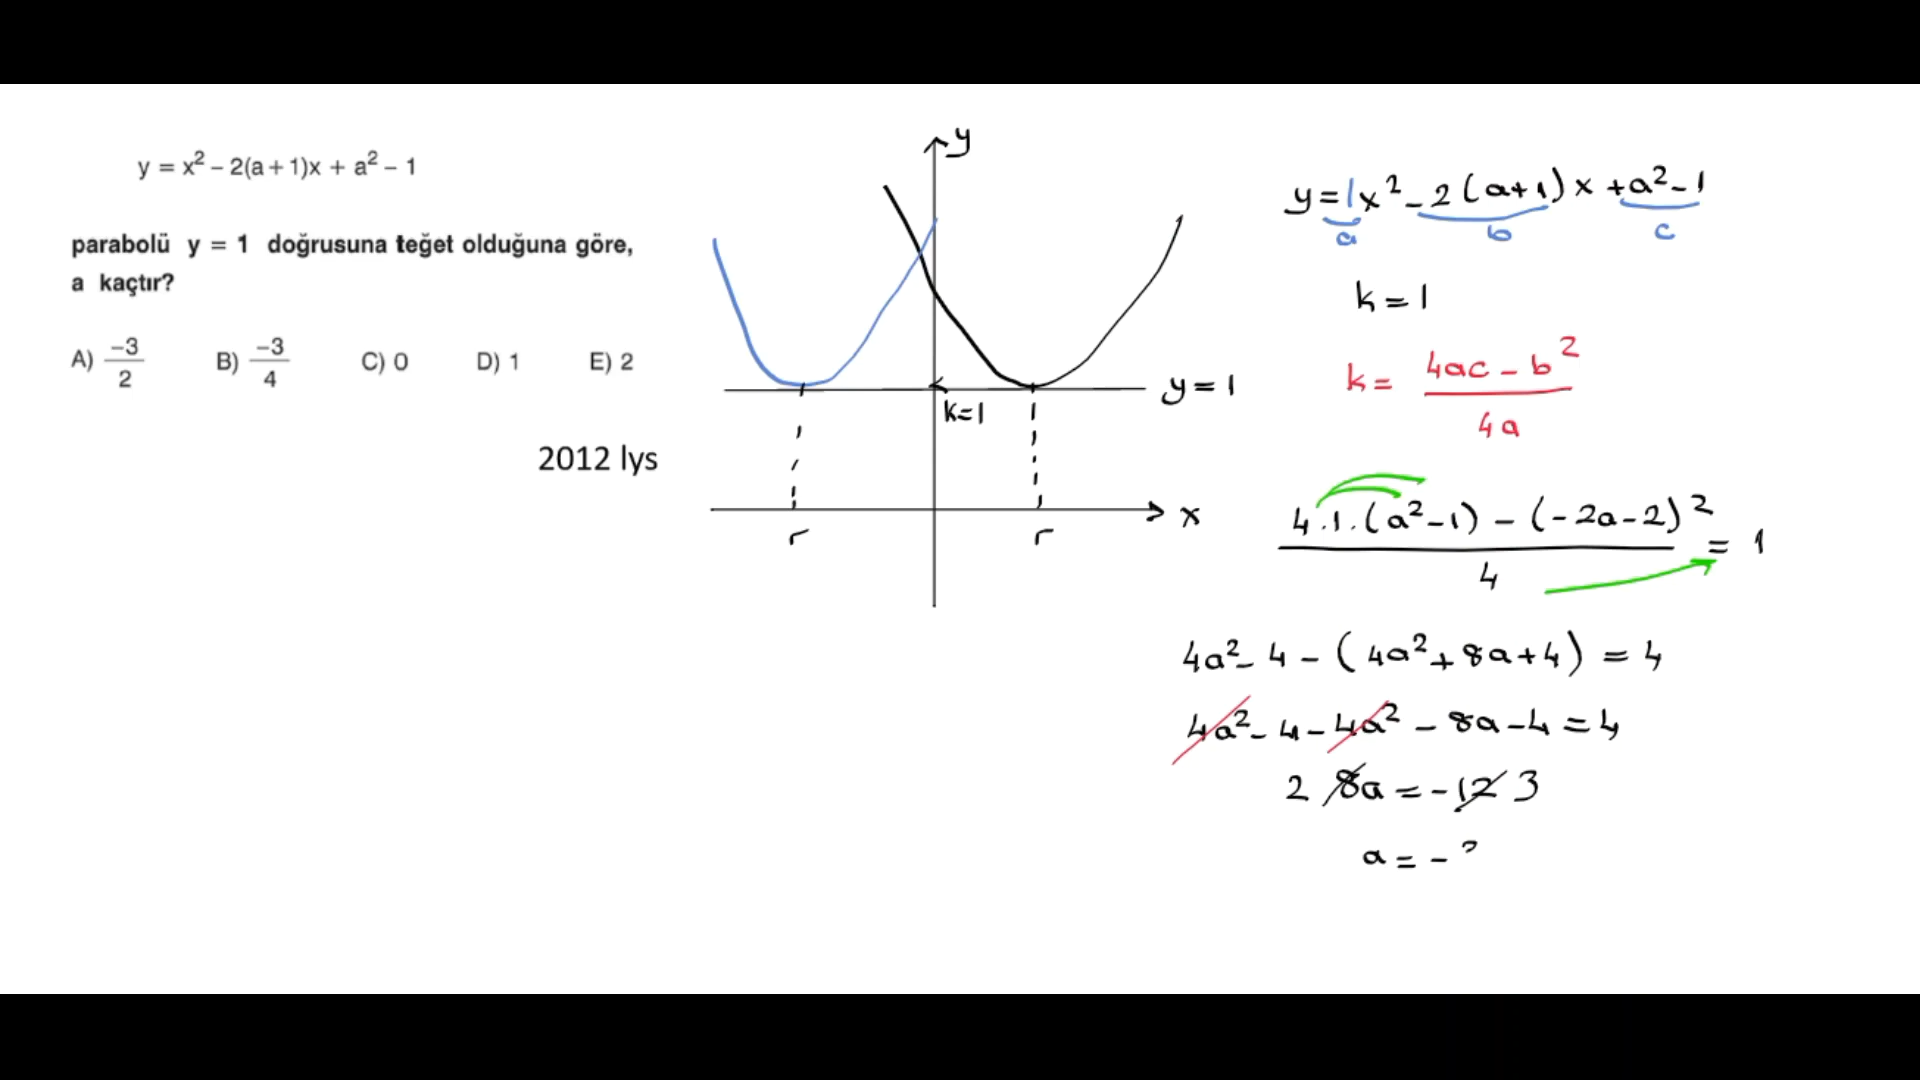 y = x² – 2(a + 1)x + a² – 1
parabolü y = 1 doğrusuna teğet olduğuna göre,
a kaçtır?
A) −3/2 B) −3/4 C) 0 D) 1 E) 2
2012 lys
y
y = 1
k=1
x
r r
y = 1x² - 2(a+1)x + a² - 1
a b c
k = 1
k = (4ac - b²)/4a
(4.1.(a²-1) - (-2a-2)²)/4 = 1
4a² - 4 - (4a² + 8a + 4) = 4
4a² - 4 - 4a² - 8a - 4 = 4
2 8a = -12 3
a = -